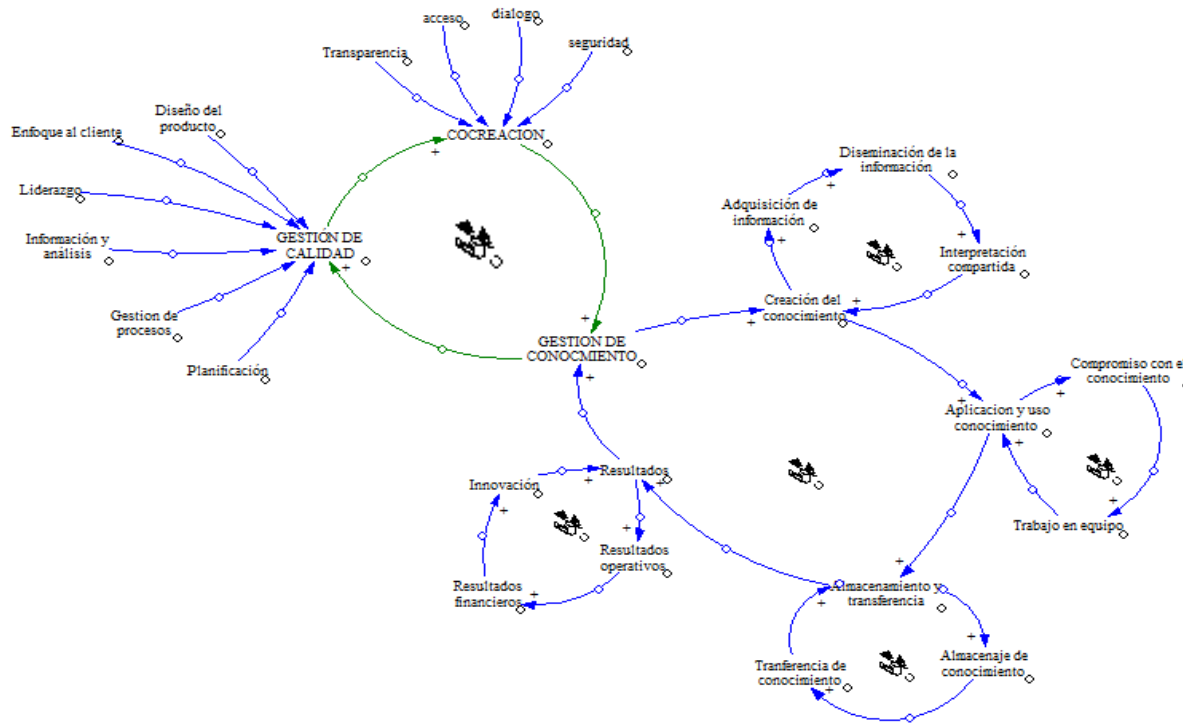 acceso
dialogo
seguridad
Transparencia
COCREACION
+
Diseño del
producto
Enfoque al cliente
Liderazgo
Información y
análisis
Gestion de
procesos
Planificación
GESTIÓN DE
CALIDAD
+
GESTIÓN DE
CONOCMIENTO
+
+
Diseminación de la
información
+
Adquisición de
información
+
Interpretación
compartida
+
Creación del
conocimiento
+
+
Compromiso con el
conocimiento
+
Aplicacion y uso
conocimiento
+
+
Trabajo en equipo
+
Resultados
+
+
Innovación
+
Resultados
operativos
+
Resultados
financieros
+
Almacenamiento y
transferencia
+
+
Almacenaje de
conocimiento
+
Tranferencia de
conocimiento
+